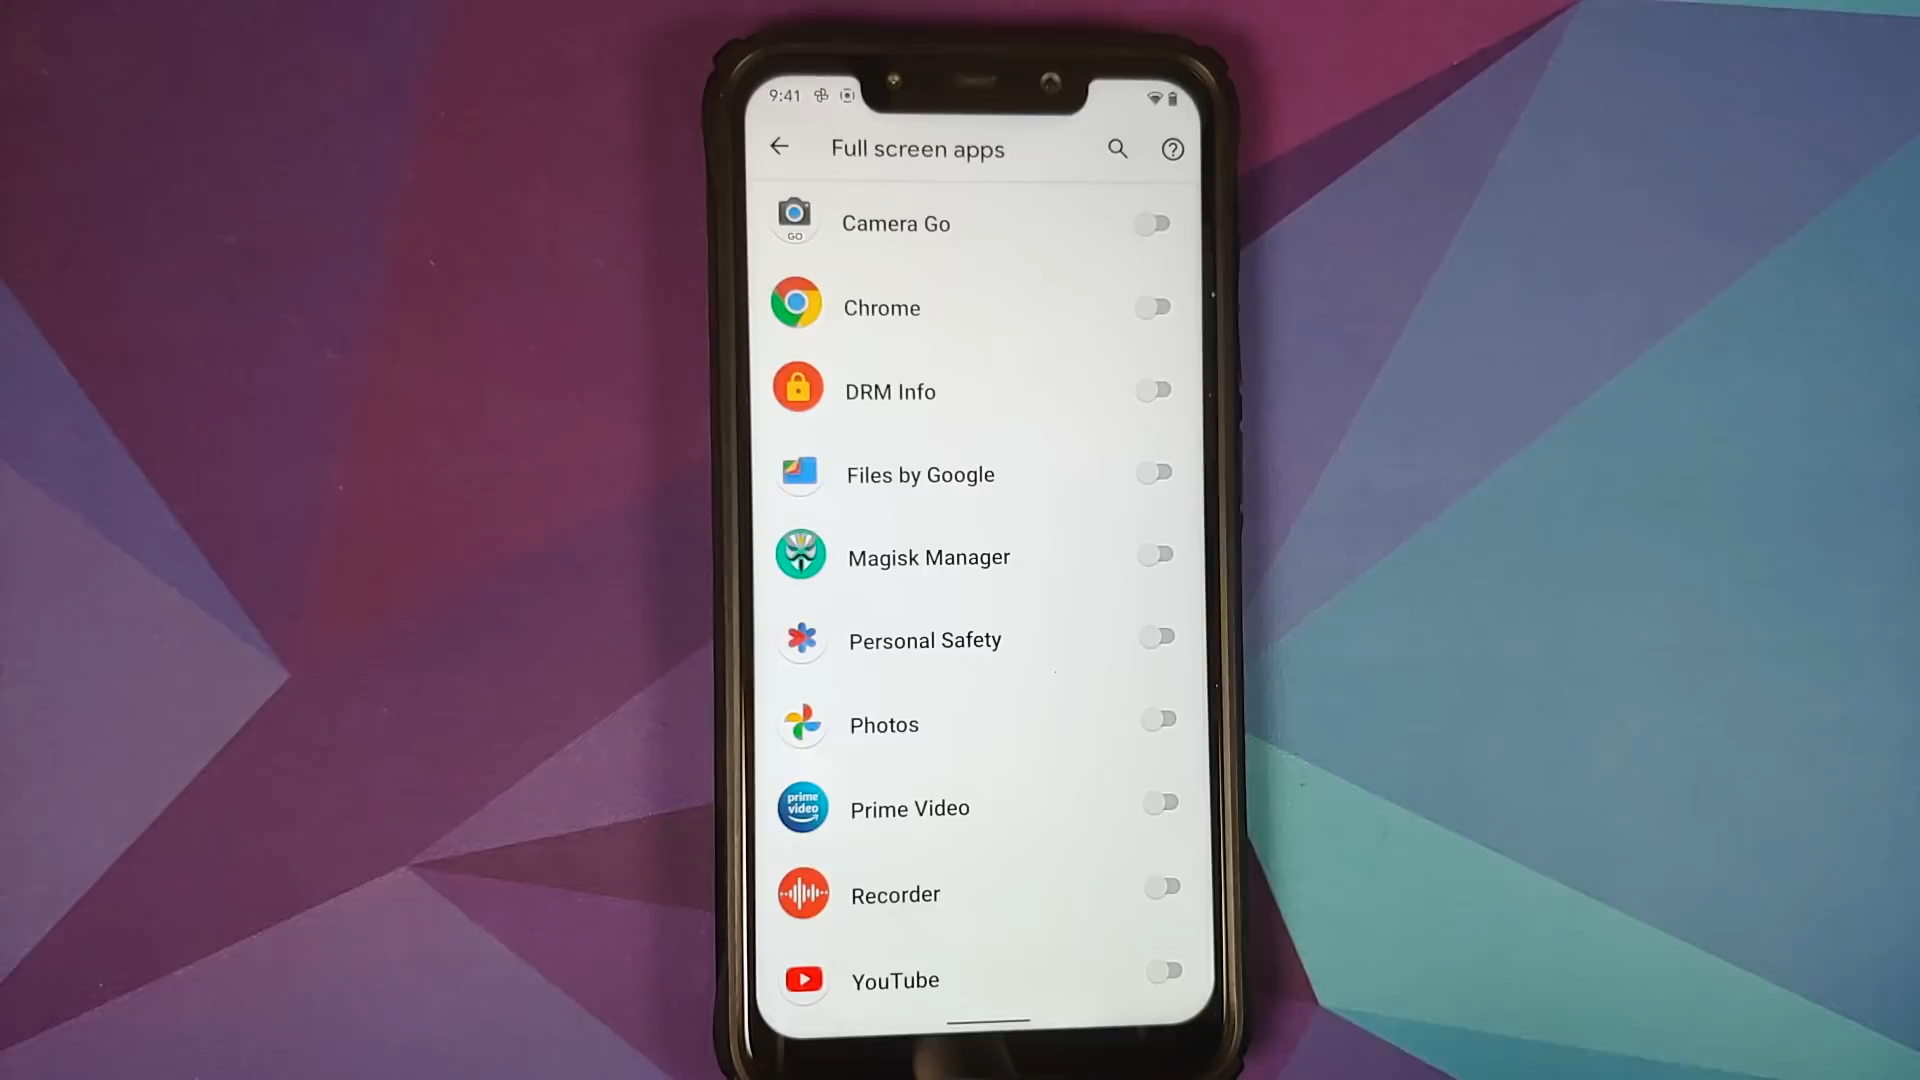 9:41
Full screen apps
GO
Camera Go
Chrome
DRM Info
Files by Google
Magisk Manager
Personal Safety
Photos
prime
video
Prime Video
Recorder
YouTube